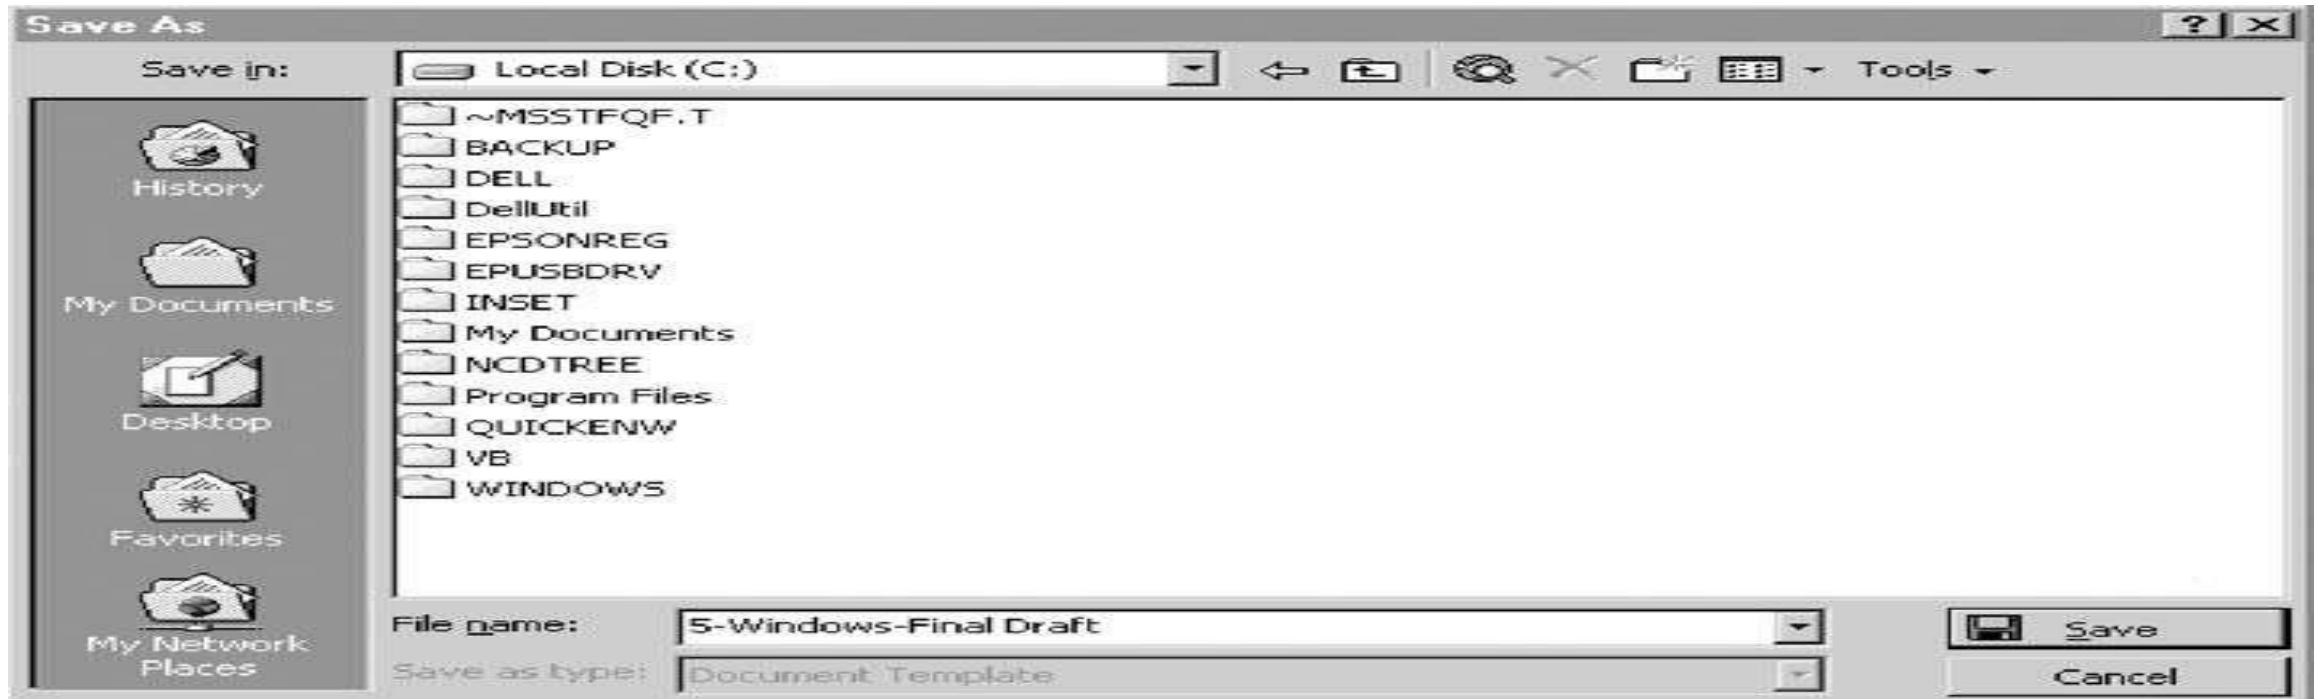 Save As
Save in:
Local Disk (C:)
Tools
History
My Documents
Desktop
Favorites
My Network
Places
~MSSTFQF.T
BACKUP
DELL
DellUtil
EPSONREG
EPUSBDRV
INSET
My Documents
NCDTREE
Program Files
QUICKENW
VB
WINDOWS
File name:
5-Windows-Final Draft
Save
Save as type:
Document Template
Cancel